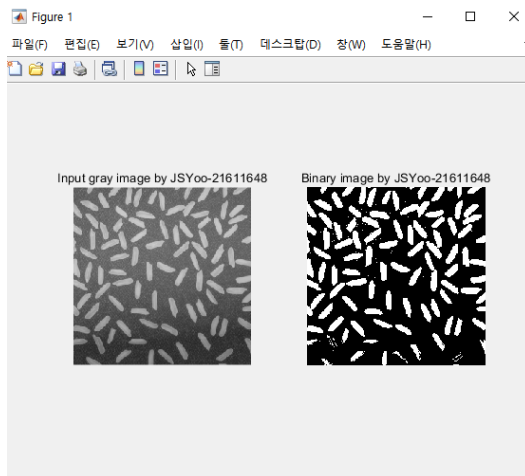 Figure 1
파일(F) 편집(E) 보기(V) 삽입(I) 툴(T) 데스크탑(D) 창(W) 도움말(H)
Input gray image by JSYoo-21611648
Binary image by JSYoo-21611648